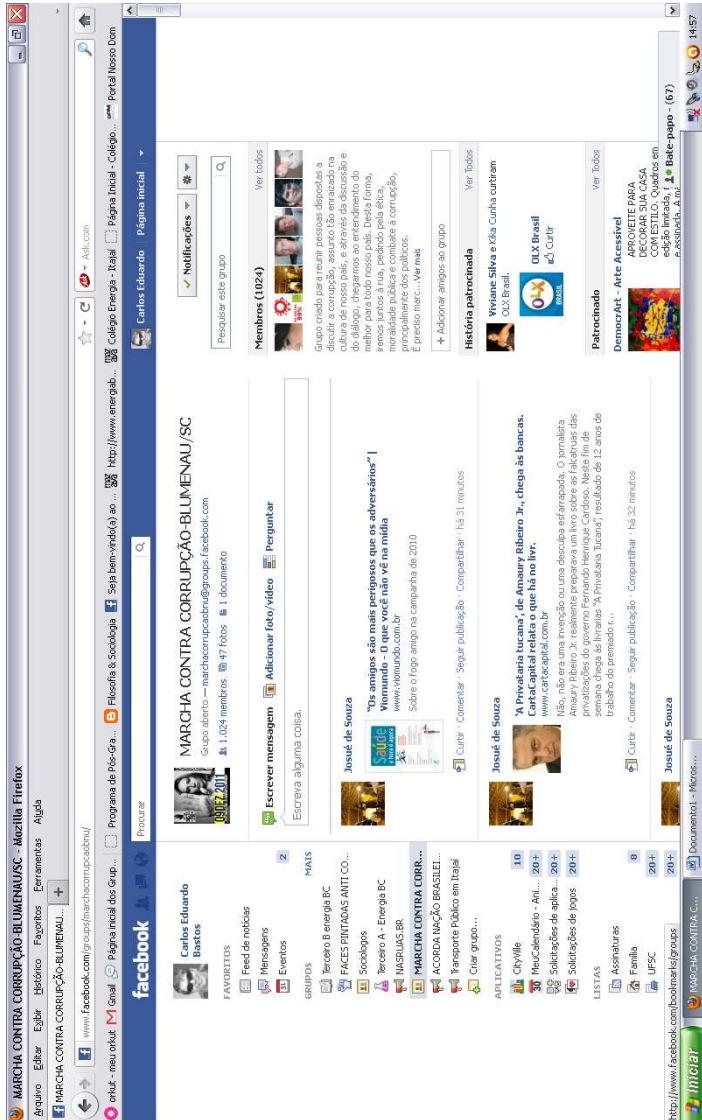 MARCHA CONTRA CORRUPÇÃO-BLUMENAU/SC - Mozilla Firefox
Arquivo Editar Exibir Histórico Favoritos Ferramentas Ajuda
MARCHA CONTRA CORRUPÇÃO-BLUMENAU... +
www.facebook.com/groups/marchacorrupcaobnu/
Ask.com
orkut - meu orkut Gmail Página inicial dos Grup... Programa de Pós-Gra... Filosofia & Sociologia Seja bem-vindo(a) ao ... http://www.energiab... Colégio Energia - Itajaí Página Inicial - Colégio... Portal Nosso Dom
facebook
Procurar
Carlos Eduardo Página inicial
Carlos Eduardo
Bastos
FAVORITOS
Feed de notícias
Mensagens
Eventos 2
GRUPOS MAIS
Terceiro B energia BC
FACES PINTADAS ANTI CO...
Sociologos
Terceiro A - Energia BC
NASRUAS.BR
MARCHA CONTRA CORR...
ACORDA NAÇÃO BRASILEI...
Transporte Público em Itajaí
Criar grupo...
APLICATIVOS
CityVille 10
MeuCalendário - Ani... 20+
Solicitações de aplica... 20+
Solicitações de jogos 20+
LISTAS
Assinaturas
Família 8
UFSC 20+
20+
http://www.facebook.com/bookmarks/groups
MARCHA CONTRA CORRUPÇÃO-BLUMENAU/SC
Grupo aberto — marchacorrupcaobnu@groups.facebook.com
1.024 membros 47 fotos 1 documento
09DEZ.2011
Escrever mensagem Adicionar foto/vídeo Perguntar
Escreva alguma coisa.
Josué de Souza
"Os amigos são mais perigosos que os adversários" |
Viomundo - O que você não vê na mídia
www.viomundo.com.br
Sobre o fogo amigo na campanha de 2010
Saúde
Curtir · Comentar · Seguir publicação · Compartilhar · há 31 minutos
Josué de Souza
'A Privataria tucana', de Amaury Ribeiro Jr., chega às bancas.
CartaCapital relata o que há no livr.
www.cartacapital.com.br
Não, não era uma invenção ou uma desculpa esfarrapada. O jornalista
Amaury Ribeiro Jr. realmente preparava um livro sobre as falcatruas das
privatizações do governo Fernando Henrique Cardoso. Neste fim de
semana chega às livrarias "A Privataria Tucana", resultado de 12 anos de
trabalho do premiado r...
Curtir · Comentar · Seguir publicação · Compartilhar · há 32 minutos
Josué de Souza
Notificações
Pesquisar este grupo
Membros (1024) Ver todos
99%
Grupo criado para reunir pessoas dispostas a
discutir a corrupção, assunto tão enraizado na
cultura de nosso país, e através da discussão e
do diálogo, chegarmos ao entendimento do
melhor para todo nosso país. Desta forma,
iremos juntos à rua, pedindo pela ética,
moralidade pública e combate à corrupção,
principalmente dos políticos.
É preciso marc... Ver mais
+ Adicionar amigos ao grupo
História patrocinada Ver Todos
Viviane Silva e Kika Cunha curtiram
OLX Brasil.
OLX
BRASIL
OLX Brasil
Curtir
Patrocinado Ver Todos
DemocrArt - Arte Acessível
APROVEITE PARA
DECORAR SUA CASA
COM ESTILO. Quadros em
edição limitada,
e assinada. A
Bate-papo - (67)
Iniciar MARCHA CONTRA C... Documento1 - Micros... 14:57